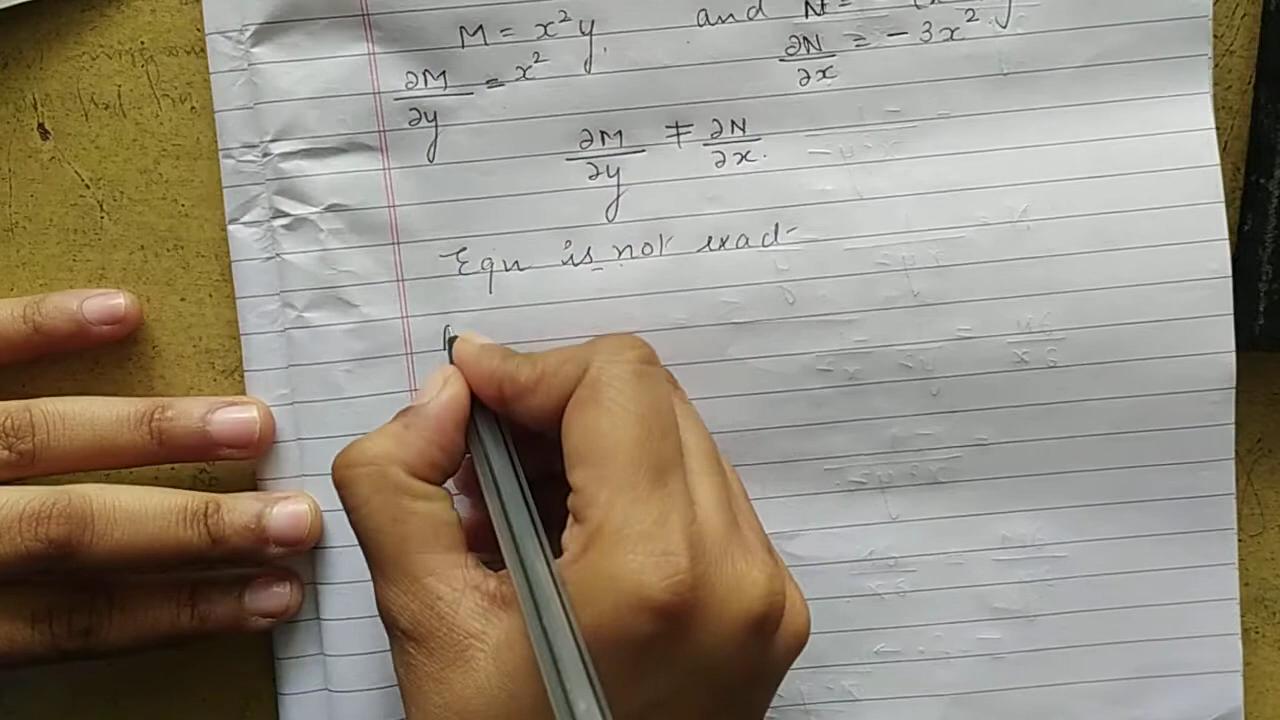 M = x²y. and N =
∂M/∂y = x² ∂N/∂x = - 3x².
∂M/∂y ≠ ∂N/∂x.
Eqn is not exact